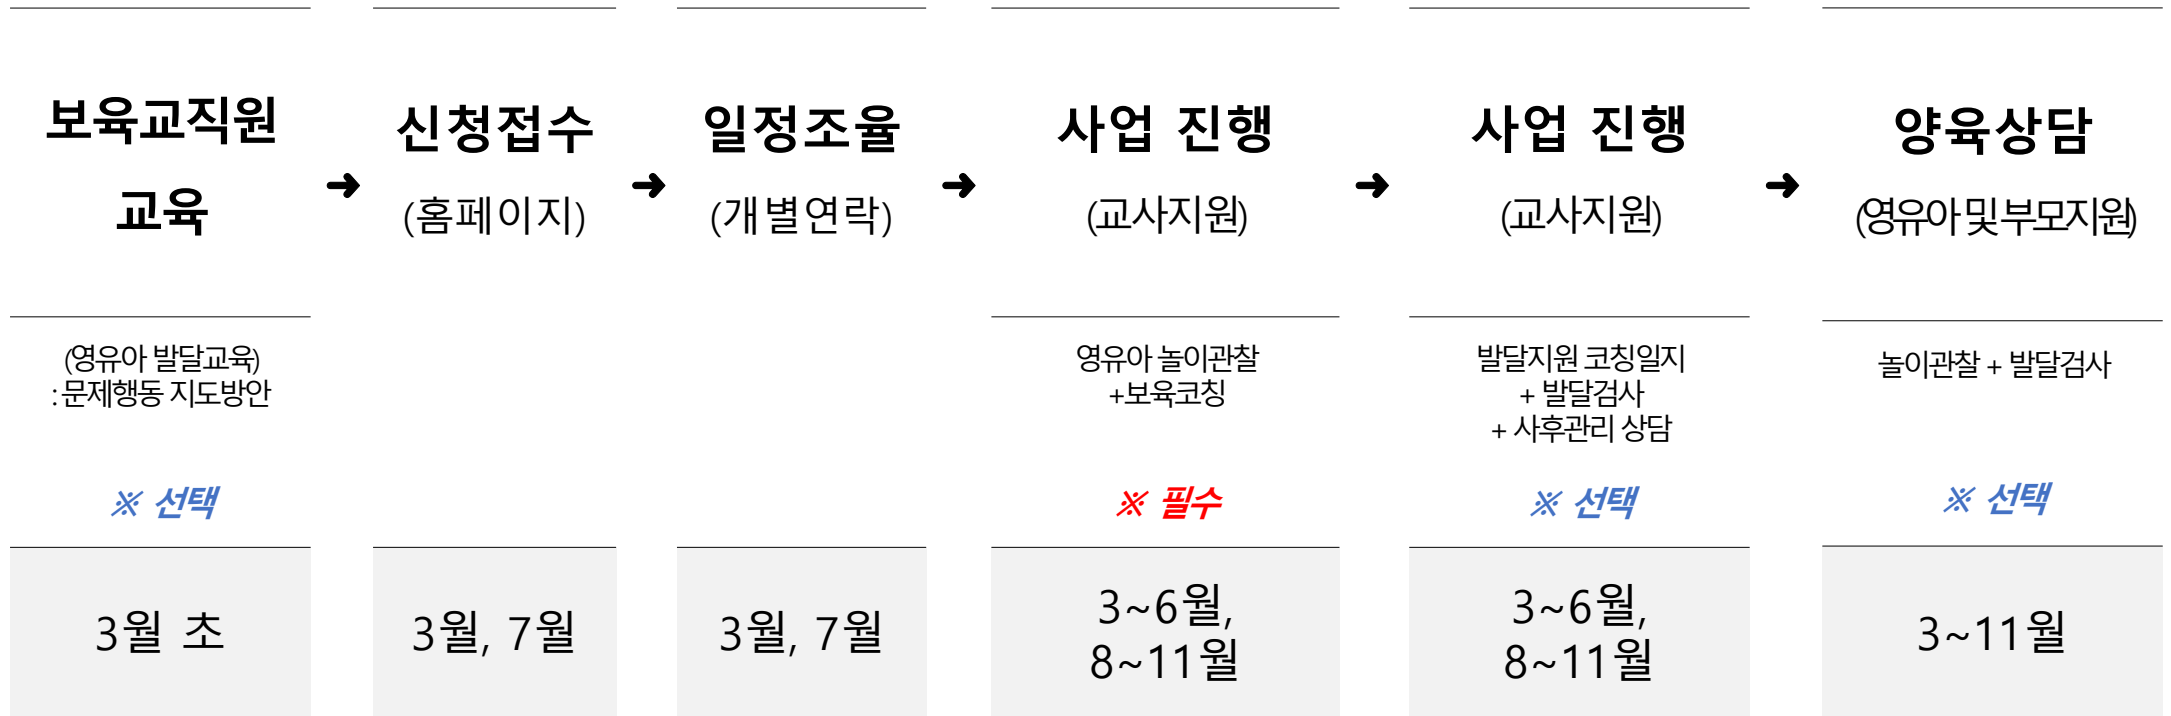 보육교직원
교육
➜
신청접수
(홈페이지)
➜
일정조율
(개별연락)
➜
사업 진행
(교사지원)
➜
사업 진행
(교사지원)
➜
양육상담
(영유아 및 부모지원)
(영유아 발달교육)
: 문제행동 지도방안
※ 선택
영유아 놀이관찰
+보육코칭
※ 필수
발달지원 코칭일지
+ 발달검사
+ 사후관리 상담
※ 선택
놀이관찰 + 발달검사
※ 선택
3월 초
3월, 7월
3월, 7월
3~6월,
8~11월
3~6월,
8~11월
3~11월